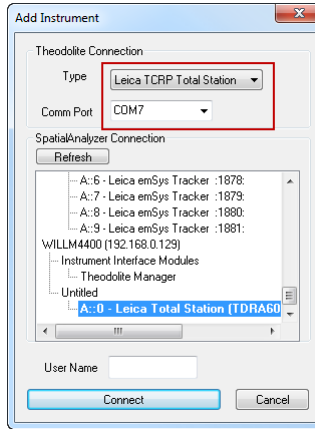 Add Instrument
Theodolite Connection
Type Leica TCRP Total Station
Comm Port COM7
SpatialAnalyzer Connection
Refresh
A::6 - Leica emSys Tracker :1878:
A::7 - Leica emSys Tracker :1879:
A::8 - Leica emSys Tracker :1880:
A::9 - Leica emSys Tracker :1881:
WILLM4400 (192.168.0.129)
Instrument Interface Modules
Theodolite Manager
Untitled
A::0 - Leica Total Station (TDRA60
User Name
Connect Cancel